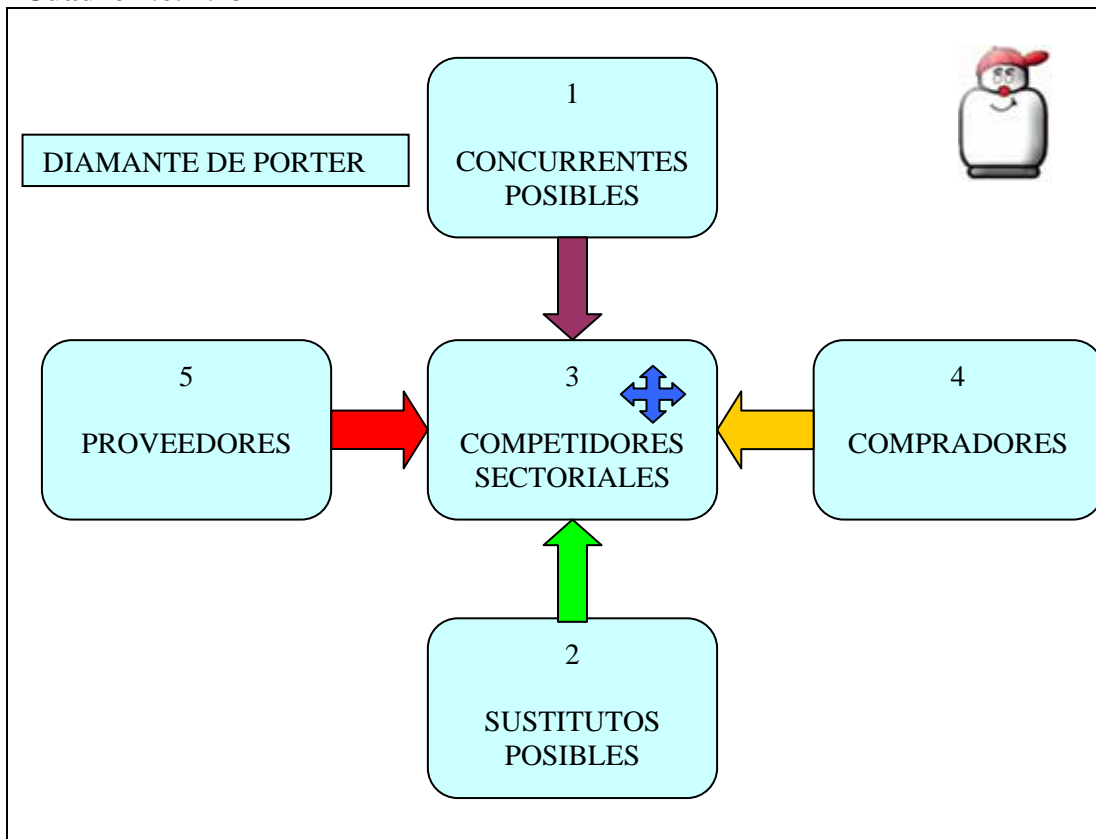 1
CONCURRENTES
POSIBLES
DIAMANTE DE PORTER
5
PROVEEDORES
3
COMPETIDORES
SECTORIALES
4
COMPRADORES
2
SUSTITUTOS
POSIBLES